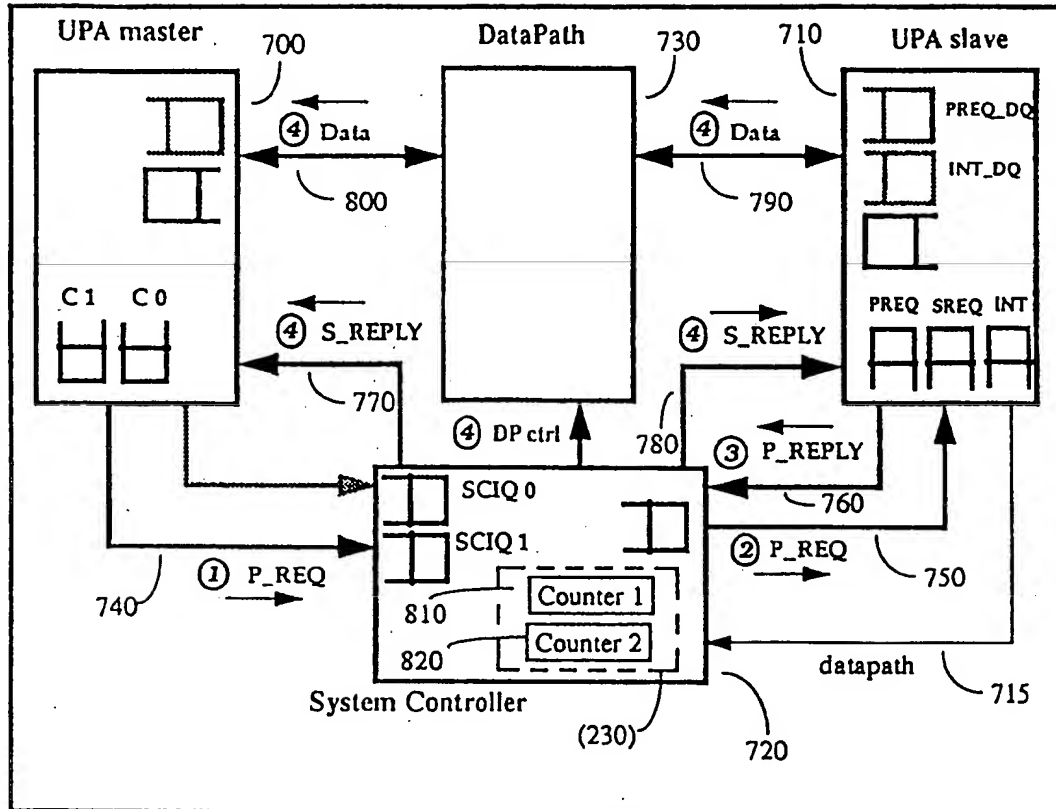 UPA master
700
DataPath
730
710
UPA slave
④ Data
800
④ Data
790
PREQ_DQ
INT_DQ
C 1
C 0
④ S_REPLY
770
④ S_REPLY
780
PREQ
SREQ
INT
④ DP ctrl
③ P_REPLY
760
SCIQ 0
SCIQ 1
② P_REQ
750
740
① P_REQ
810
Counter 1
820
Counter 2
datapath
715
System Controller
(230)
720